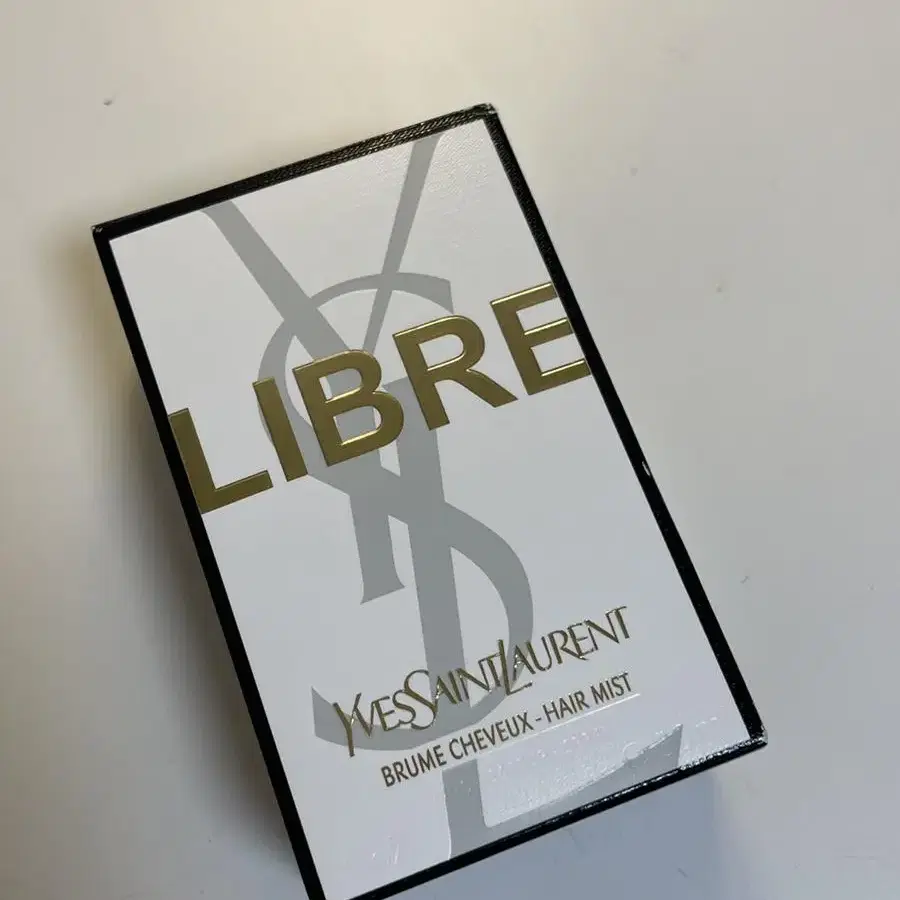 LIBRE
YVESSAINTLAURENT
BRUME CHEVEUX - HAIR MIST